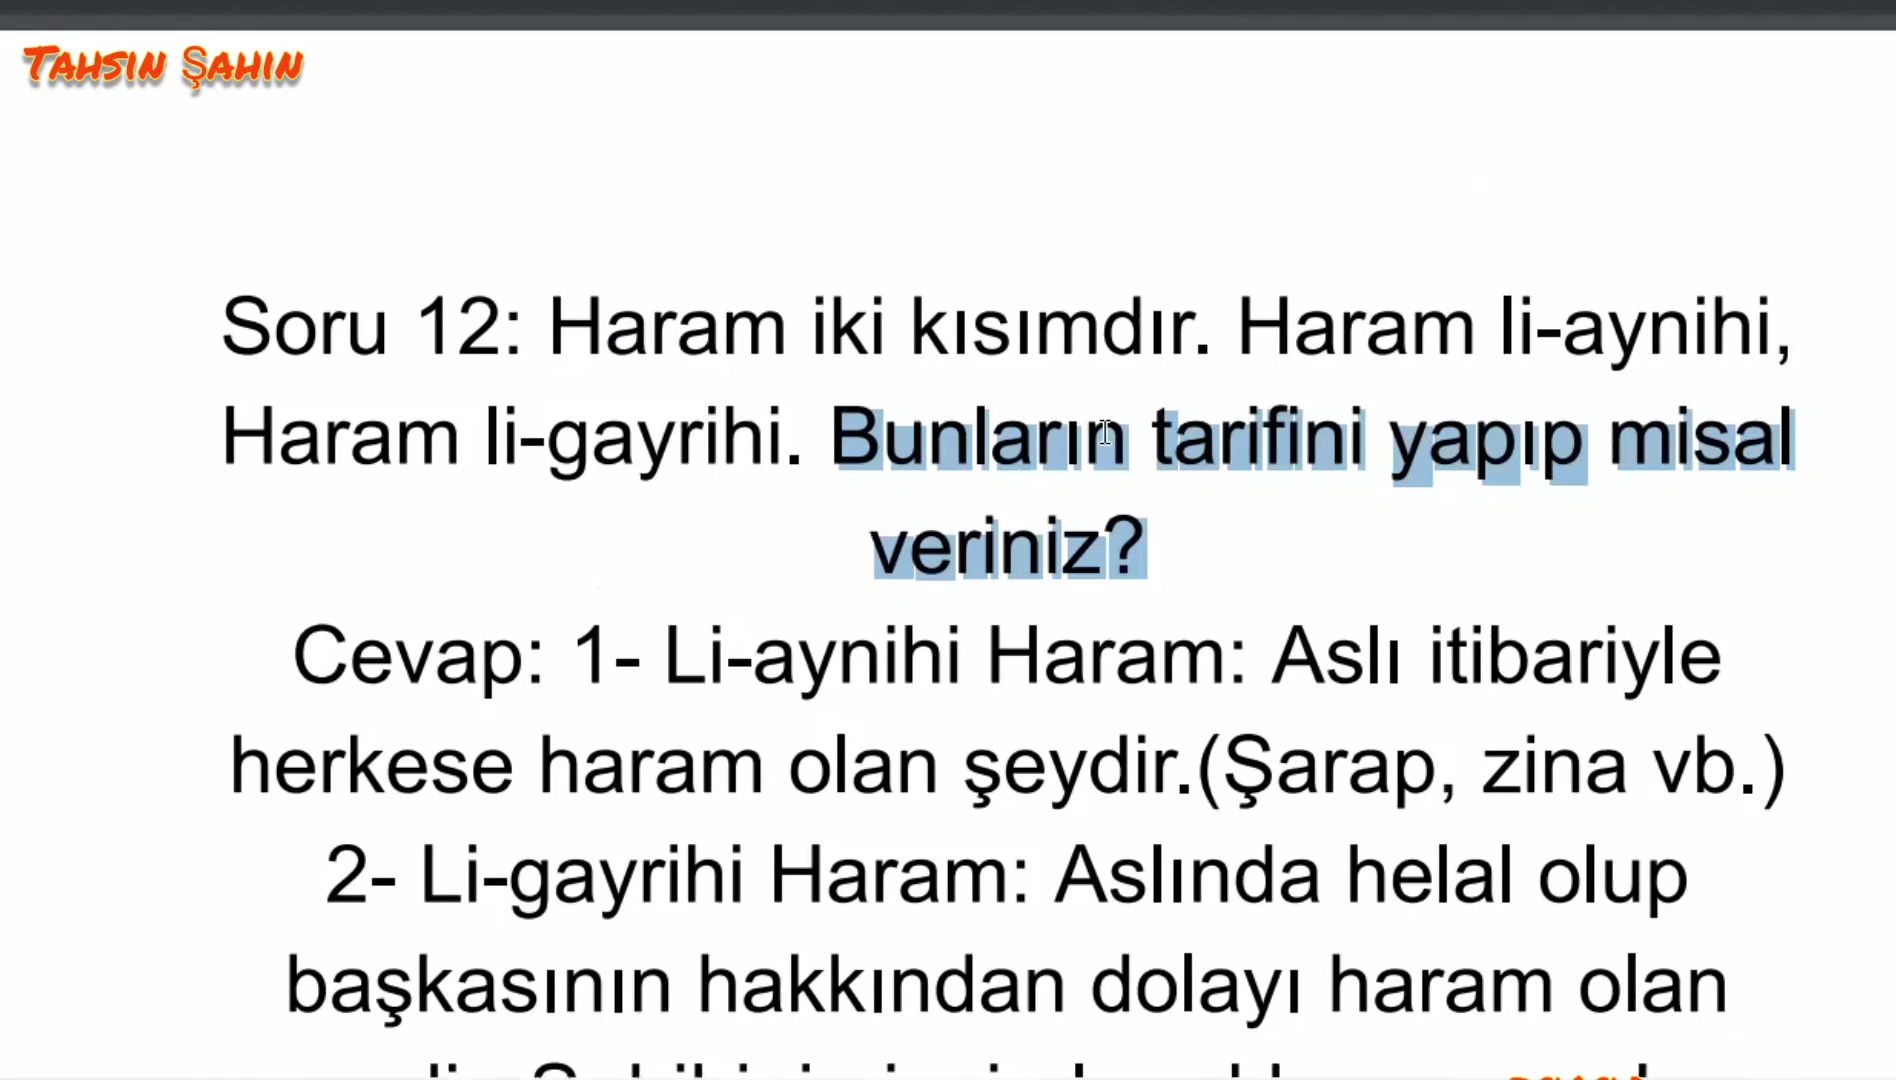 TAHSIN ŞAHIN
Soru 12: Haram iki kısımdır. Haram li-aynihi,
Haram li-gayrihi. Bunların tarifini yapıp misal
veriniz?
Cevap: 1- Li-aynihi Haram: Aslı itibariyle
herkese haram olan şeydir.(Şarap, zina vb.)
2- Li-gayrihi Haram: Aslında helal olup
başkasının hakkından dolayı haram olan